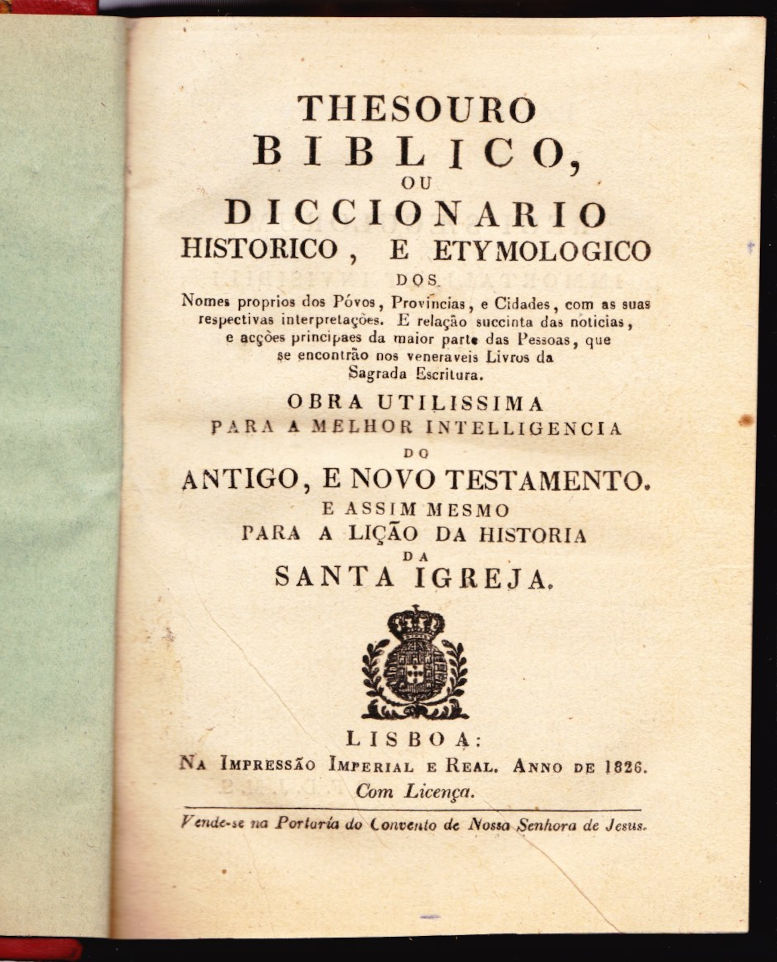 THESOURO
BIBLICO,
OU
DICCIONARIO
HISTORICO, E ETYMOLOGICO
DOS
Nomes proprios dos Póvos, Provincias, e Cidades, com as suas
respectivas interpretações. E relação succinta das noticias,
e acções principaes da maior parte das Pessoas, que
se encontrão nos veneraveis Livros da
Sagrada Escritura.
OBRA UTILISSIMA
PARA A MELHOR INTELLIGENCIA
DO
ANTIGO, E NOVO TESTAMENTO.
E ASSIM MESMO
PARA A LIÇÃO DA HISTORIA
DA
SANTA IGREJA.
LISBOA:
NA IMPRESSÃO IMPERIAL E REAL. ANNO DE 1826.
Com Licença.
Vende-se na Portaría do Convento de Nossa Senhora de Jesus.